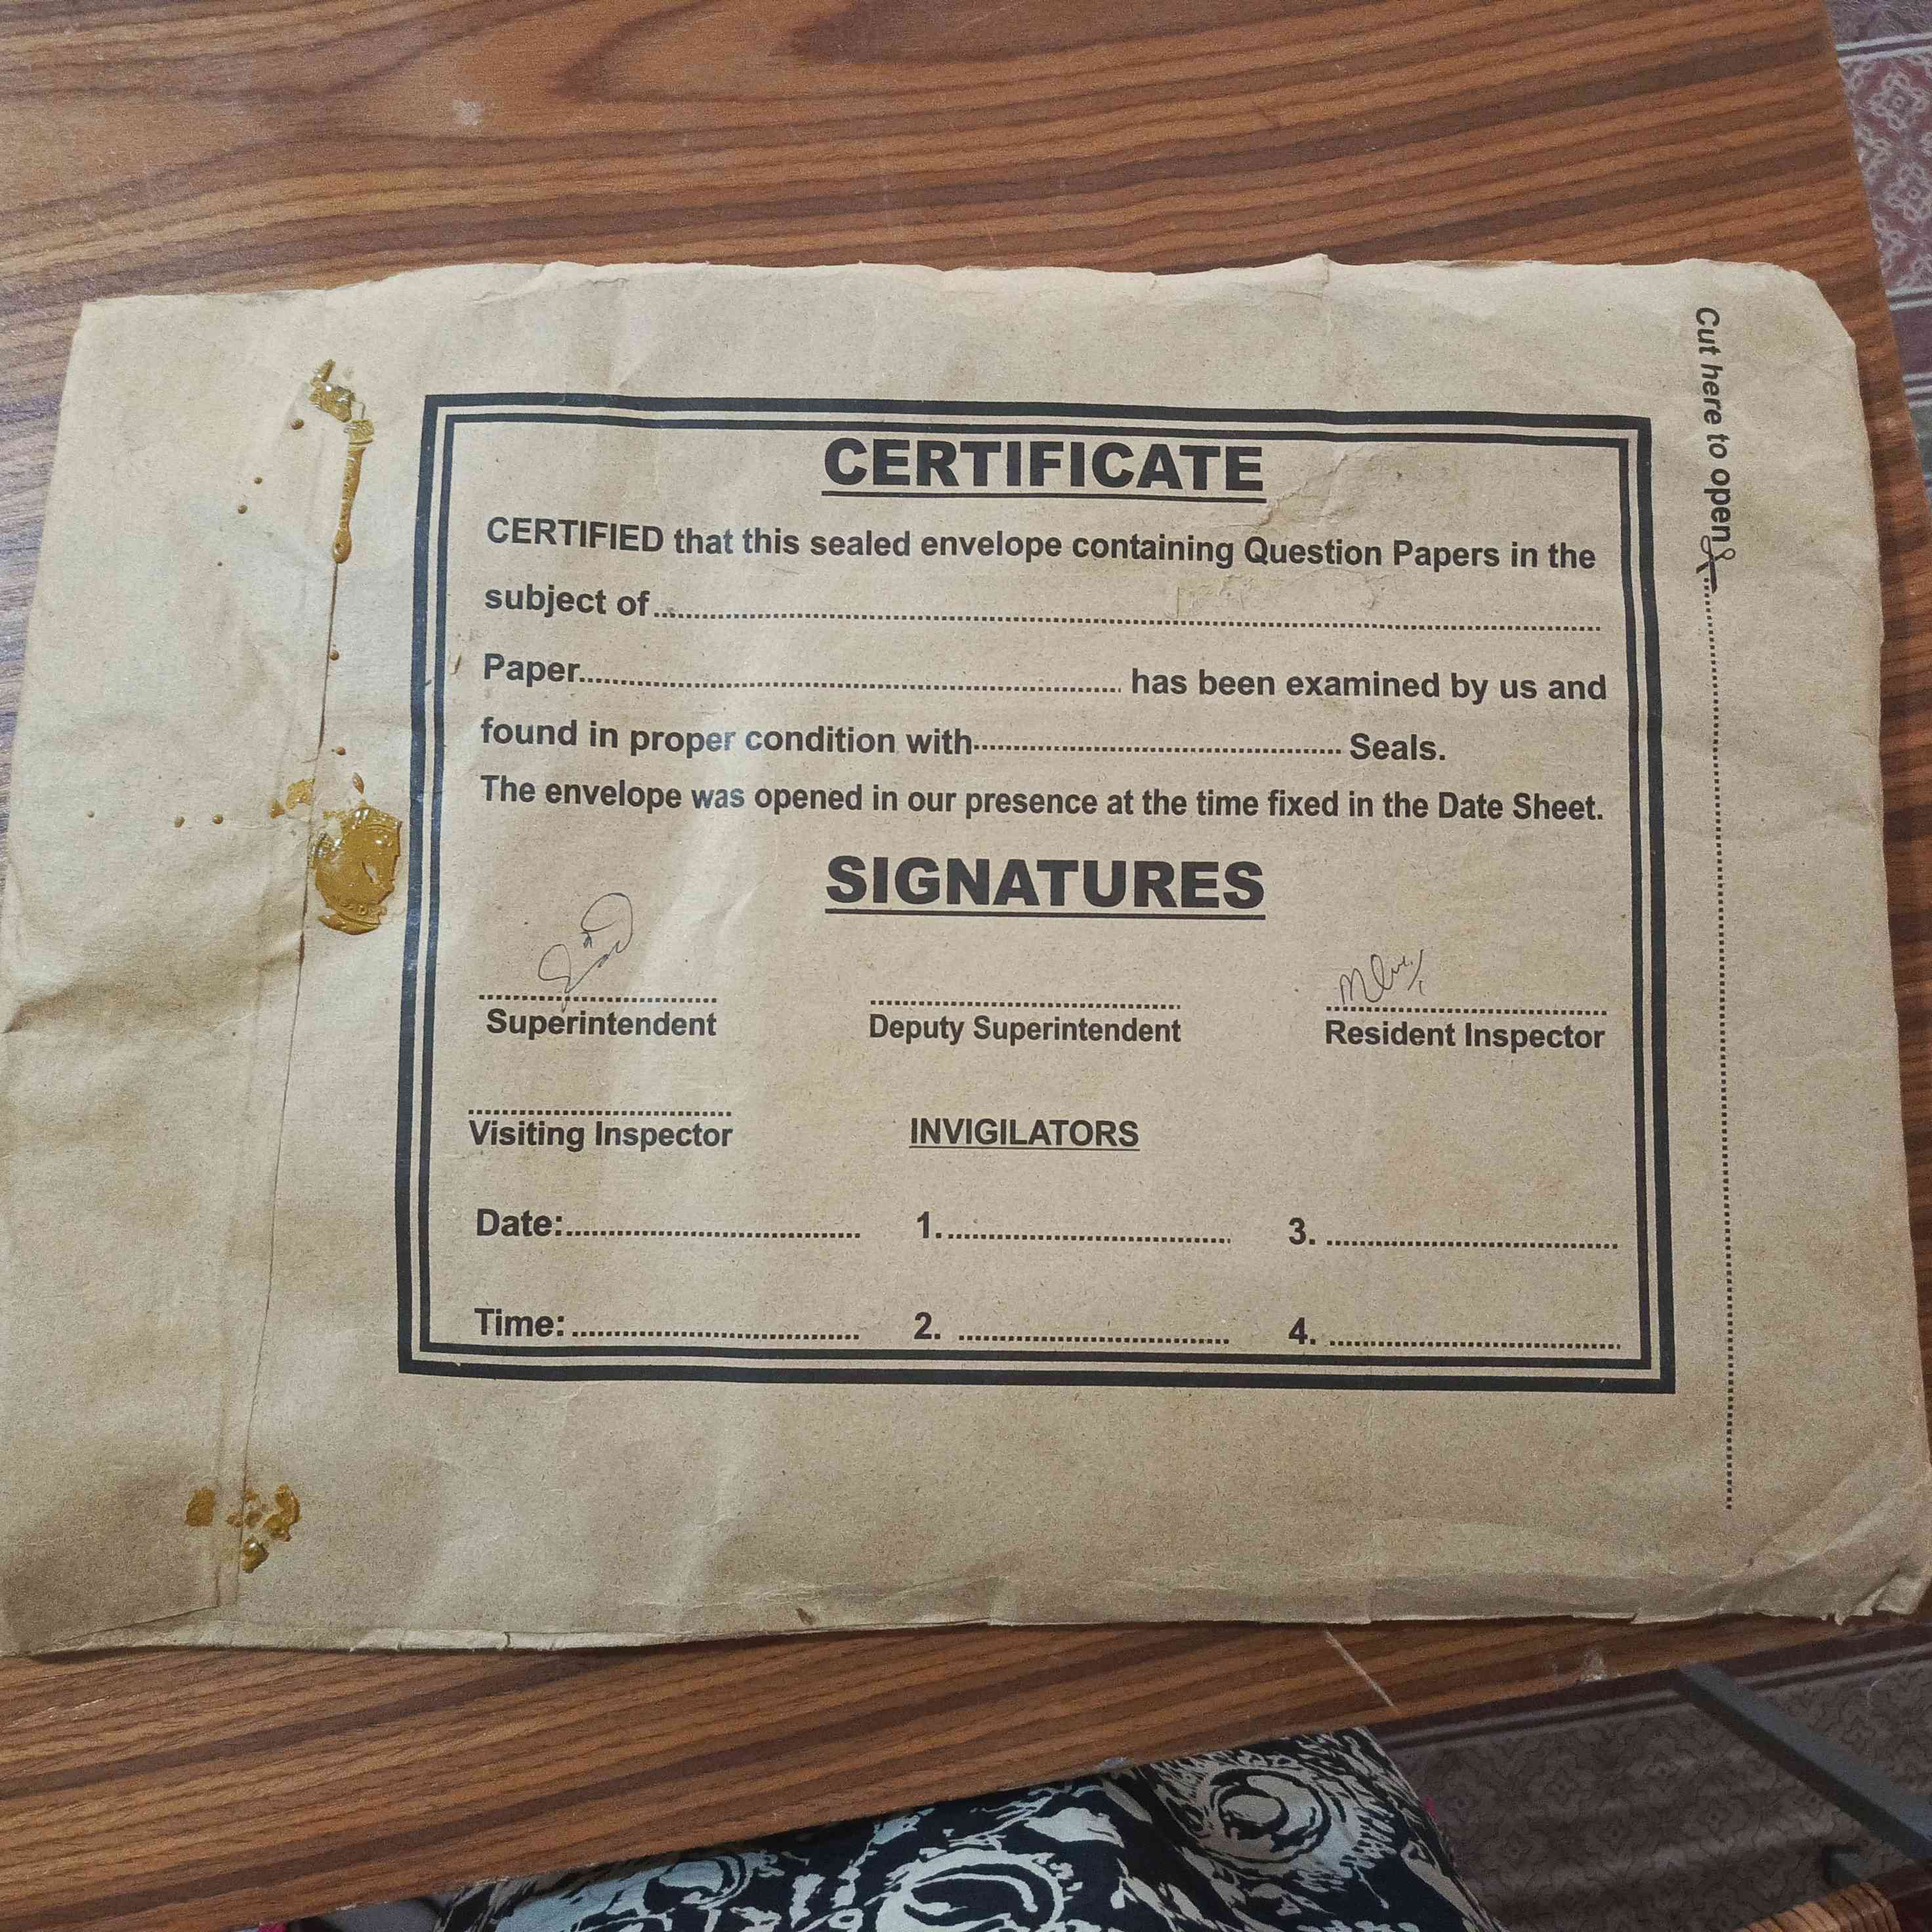 CERTIFICATE
CERTIFIED that this sealed envelope containing Question Papers in the
subject of........................................
Paper........................................ has been examined by us and
found in proper condition with........................................ Seals.
The envelope was opened in our presence at the time fixed in the Date Sheet.
SIGNATURES
Superintendent Deputy Superintendent Resident Inspector
Visiting Inspector INVIGILATORS
Date:.............................. 1............................... 3. ..............................
Time: .............................. 2. .............................. 4. ..............................
Cut here to open